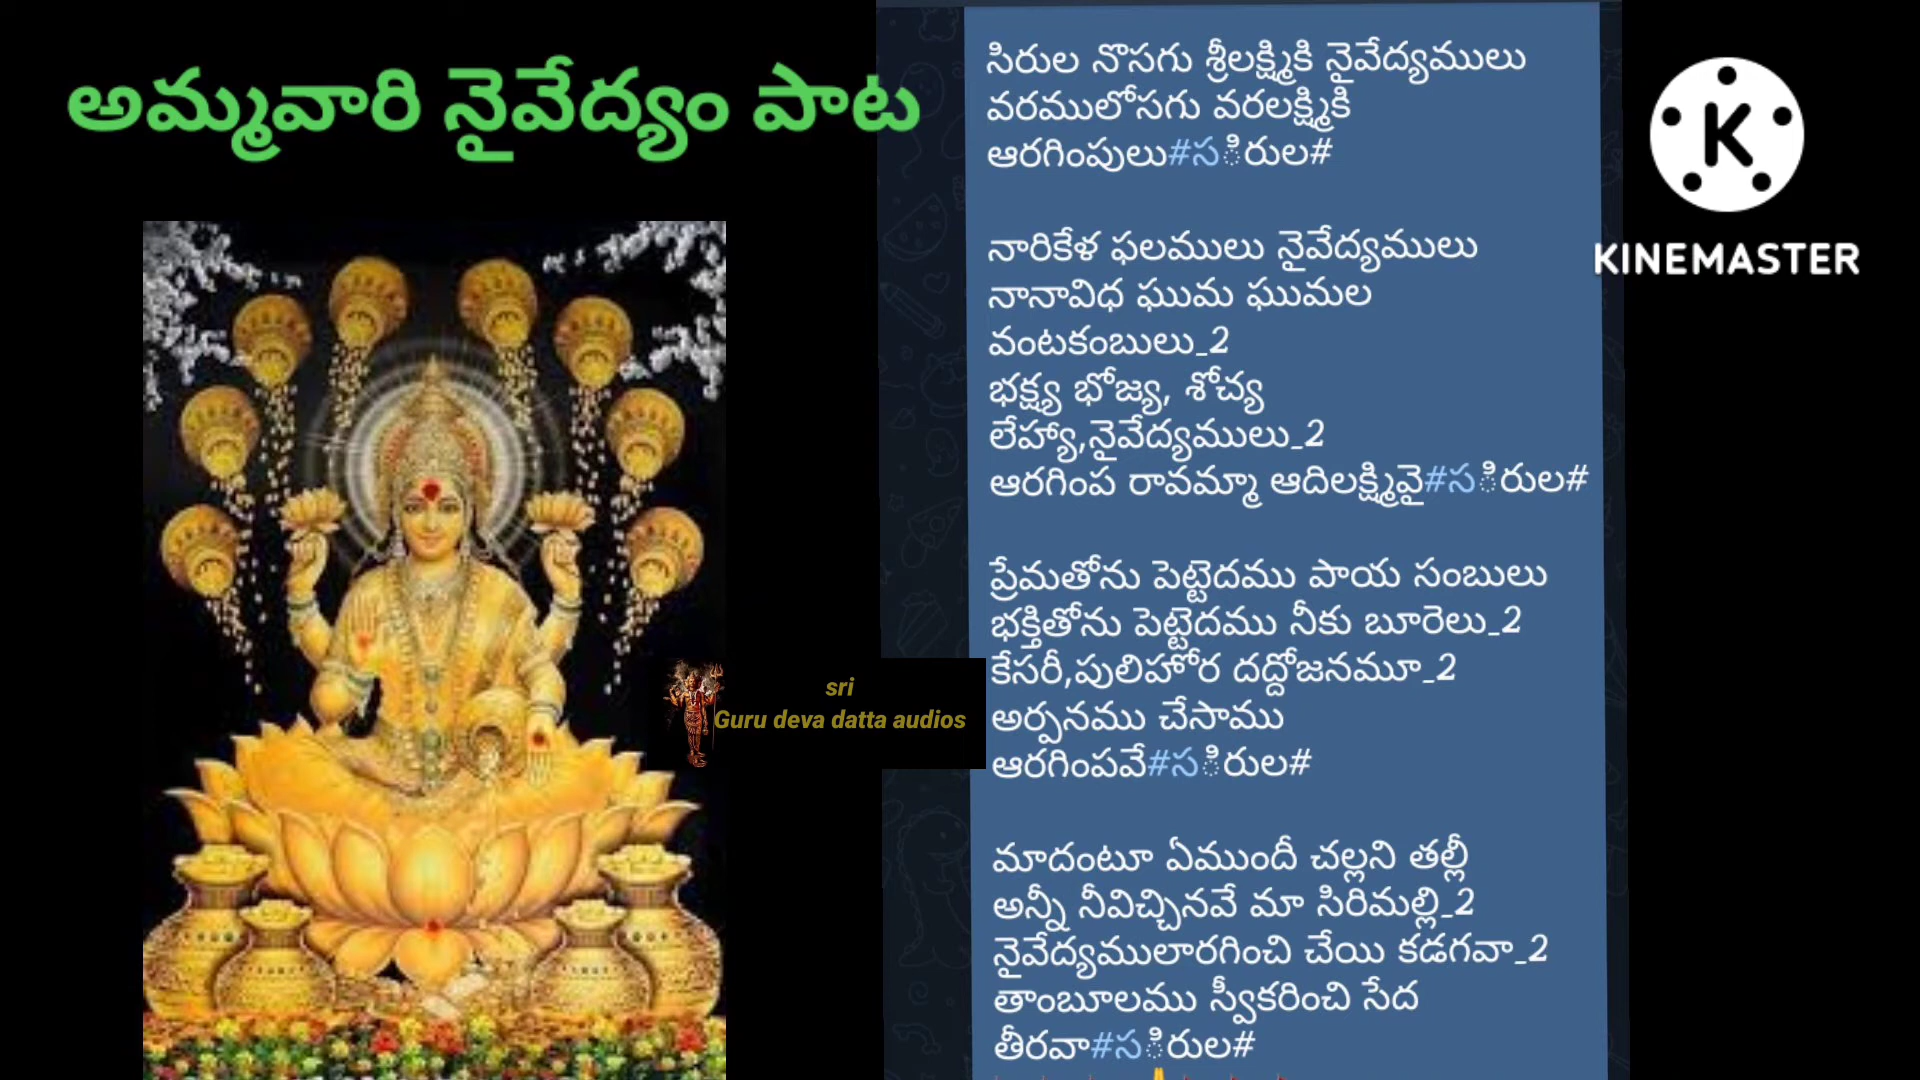 అమ్మవారి నైవేద్యం పాట
సిరుల నొసగు శ్రీలక్ష్మికి నైవేద్యములు
వరములోసగు వరలక్ష్మికి
ఆరగింపులు#సిరుల#
నారికేళ ఫలములు నైవేద్యములు
నానావిధ ఘుమ ఘుమల
వంటకంబులు_2
భక్ష్య భోజ్య, శోచ్య
లేహ్యా,నైవేద్యములు_2
ఆరగింప రావమ్మా ఆదిలక్ష్మివై#సిరుల#
ప్రేమతోను పెట్టెదము పాయ సంబులు
భక్తితోను పెట్టెదము నీకు బూరెలు_2
కేసరీ,పులిహోర దద్దోజనమూ_2
అర్పనము చేసాము
ఆరగింపవే#సిరుల#
మాదంటూ ఏముందీ చల్లని తల్లీ
అన్నీ నీవిచ్చినవే మా సిరిమల్లి_2
నైవేద్యములారగించి చేయి కడగవా_2
తాంబూలము స్వీకరించి సేద
తీరవా#సిరుల#
sri
Guru deva datta audios
K
KINEMASTER